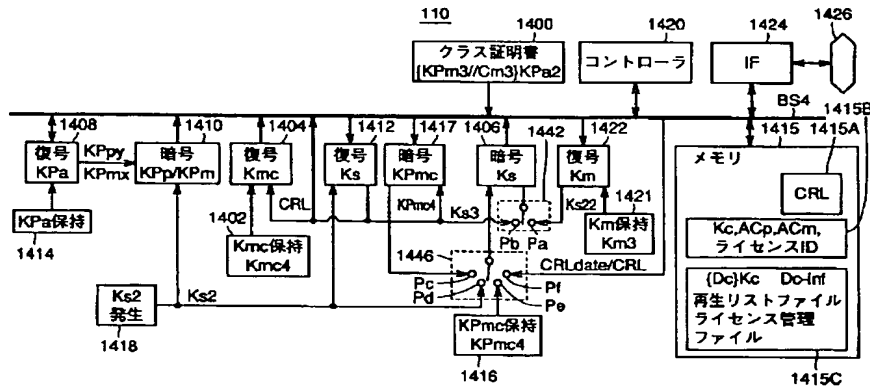 110
1400
クラス証明書
{KPm3//Cm3}KPa2
1420
コントローラ
1424
IF
1426
BS4
1415B
1408
復号
KPa
KPpy
KPmx
1410
暗号
KPp/KPm
1404
復号
Kmc
1412
復号
Ks
1417
暗号
KPmc
1406
暗号
Ks
1442
1422
復号
Km
1415
1415A
メモリ
CRL
Kc,ACp,ACm,
ライセンスID
{Dc}Kc Dc-inf
再生リストファイル
ライセンス管理
ファイル
1415C
KPa保持
1414
1402
Kmc保持
Kmc4
CRL
KPmc4
Ks3
Pb
Pa
Ks22
1421
Km保持
Km3
1446
Pc
Pd
Pf
Pe
CRLdate/CRL
Ks2
発生
1418
Ks2
KPmc保持
KPmc4
1416